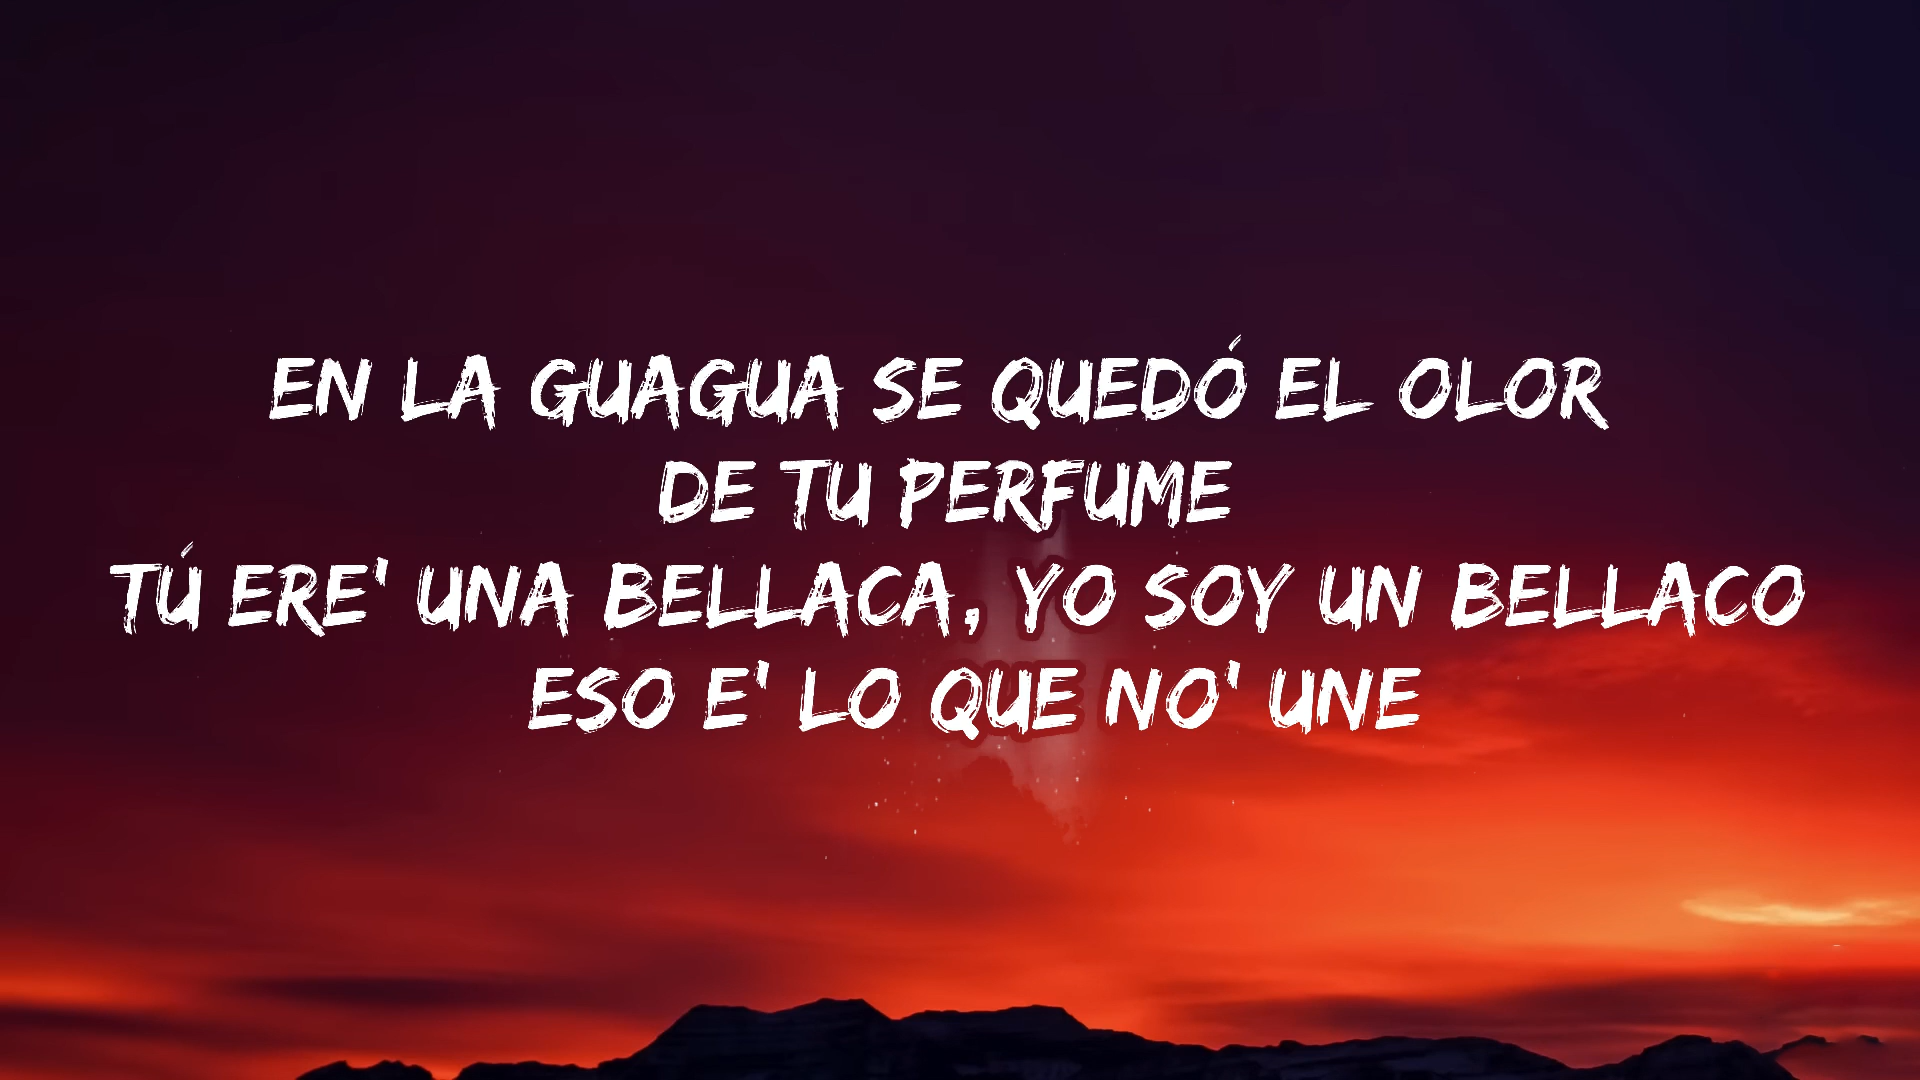 EN LA GUAGUA SE QUEDÓ EL OLOR
DE TU PERFUME
TÚ ERE' UNA BELLACA, YO SOY UN BELLACO
ESO E' LO QUE NO' UNE